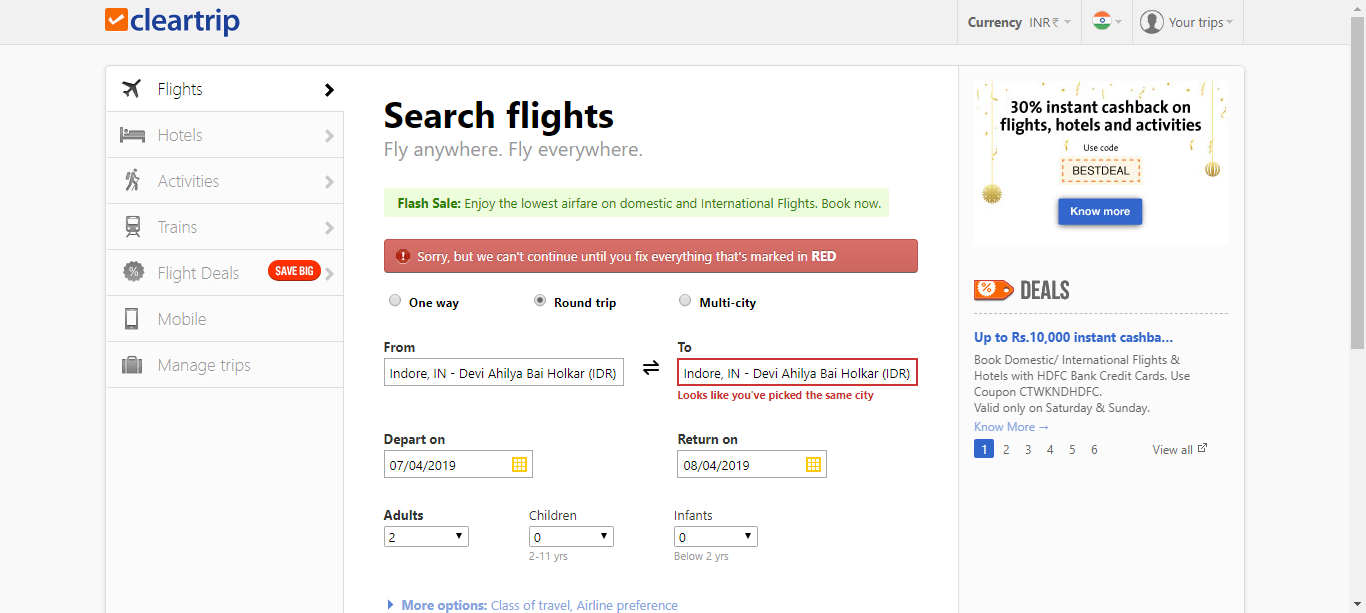 cleartrip
Currency INR ₹
Your trips
Flights
Hotels
Activities
Trains
Flight Deals SAVE BIG
Mobile
Manage trips
Search flights
Fly anywhere. Fly everywhere.
Flash Sale: Enjoy the lowest airfare on domestic and International Flights. Book now.
Sorry, but we can't continue until you fix everything that's marked in RED
One way Round trip Multi-city
From To
Indore, IN - Devi Ahilya Bai Holkar (IDR) Indore, IN - Devi Ahilya Bai Holkar (IDR)
Looks like you've picked the same city
Depart on Return on
07/04/2019 08/04/2019
Adults Children Infants
2 0 0
2-11 yrs Below 2 yrs
More options: Class of travel, Airline preference
30% instant cashback on
flights, hotels and activities
Use code
BESTDEAL
Know more
% DEALS
Up to Rs.10,000 instant cashba...
Book Domestic/ International Flights &
Hotels with HDFC Bank Credit Cards. Use
Coupon CTWKNDHDFC.
Valid only on Saturday & Sunday.
Know More →
1 2 3 4 5 6 View all